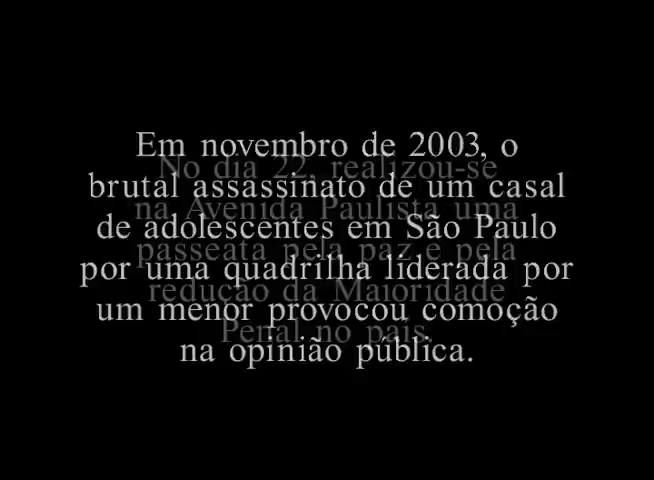 Em novembro de 2003, o
brutal assassinato de um casal
de adolescentes em São Paulo
por uma quadrilha liderada por
um menor provocou comoção
na opinião pública.
No dia 22, realizou-se
na Avenida Paulista uma
passeata pela paz e pela
redução da Maioridade
Penal no país.